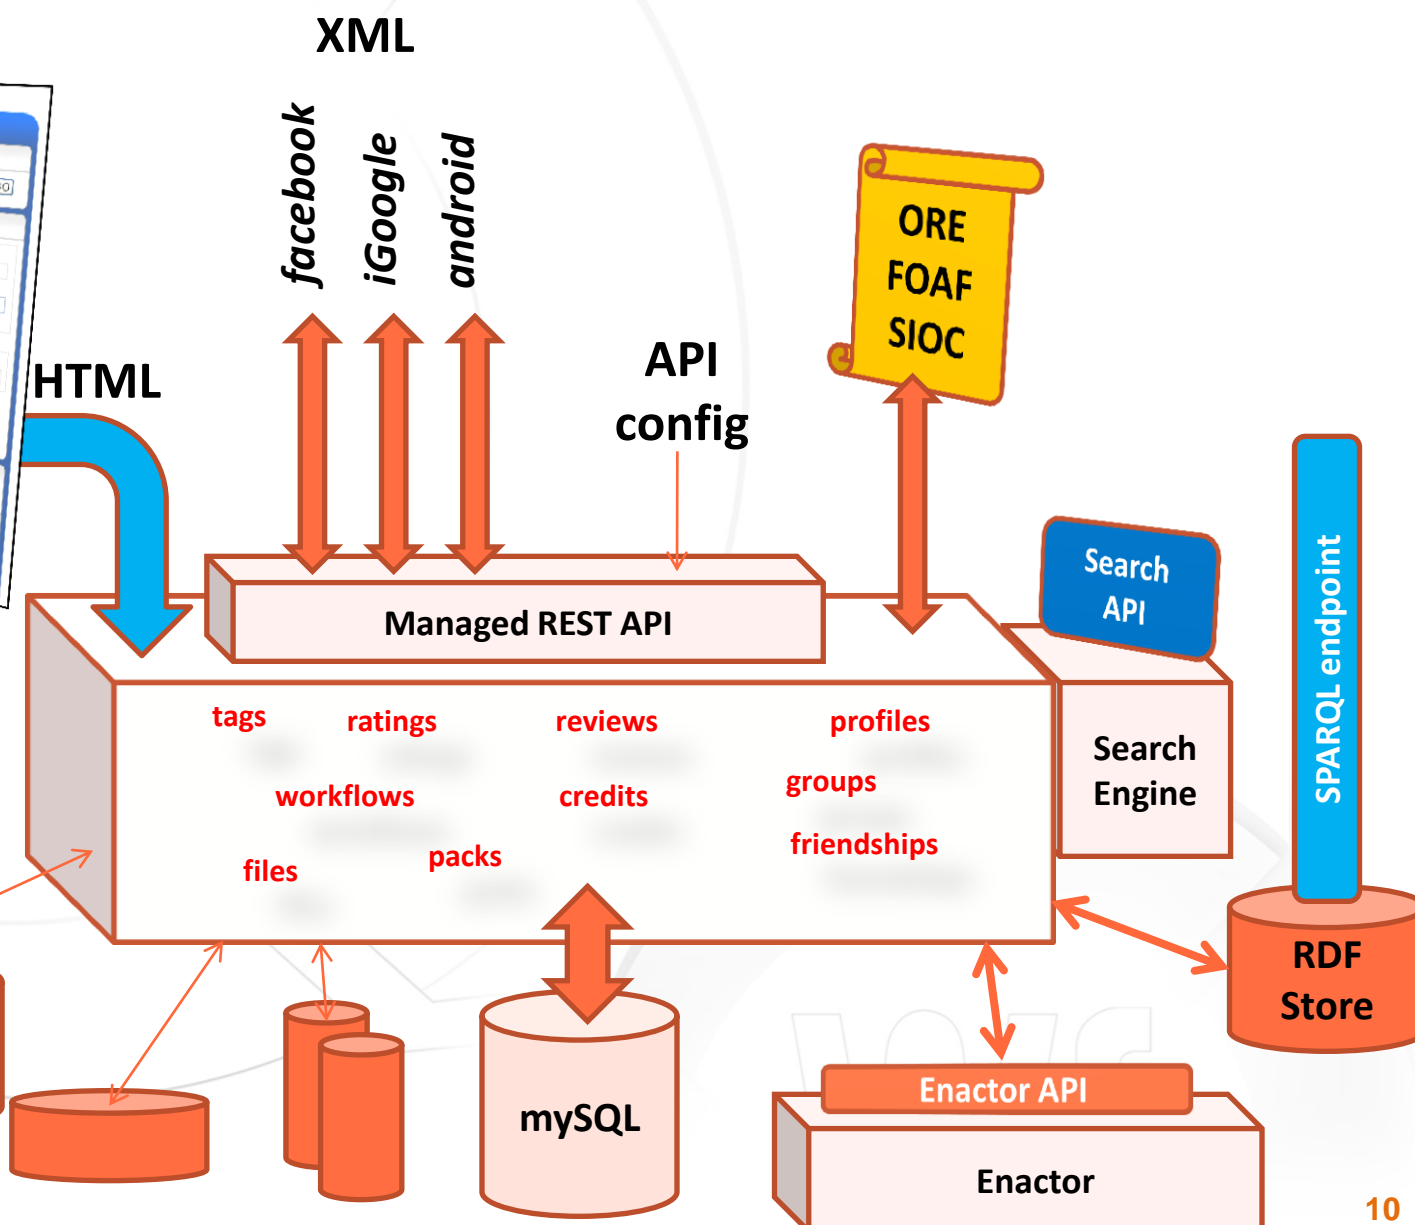 XML
facebook
iGoogle
android
ORE
FOAF
SIOC
HTML
API
config
Search
API
SPARQL endpoint
Managed REST API
tags
ratings
reviews
profiles
workflows
credits
groups
files
packs
friendships
Search
Engine
RDF
Store
mySQL
Enactor API
Enactor
10